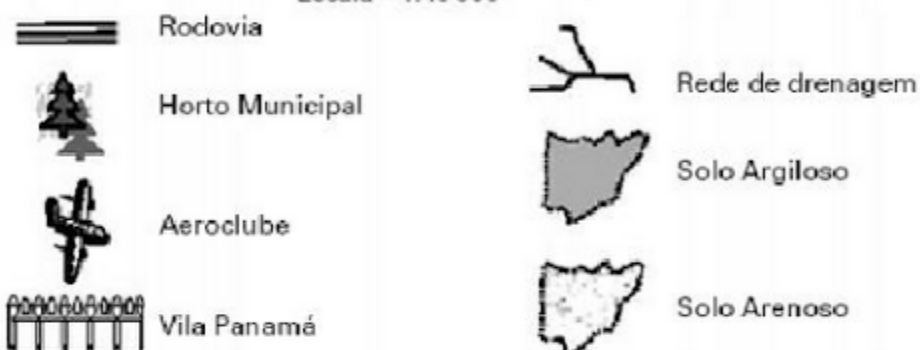 Rodovia
Horto Municipal
Aeroclube
Vila Panamá
Rede de drenagem
Solo Argiloso
Solo Arenoso